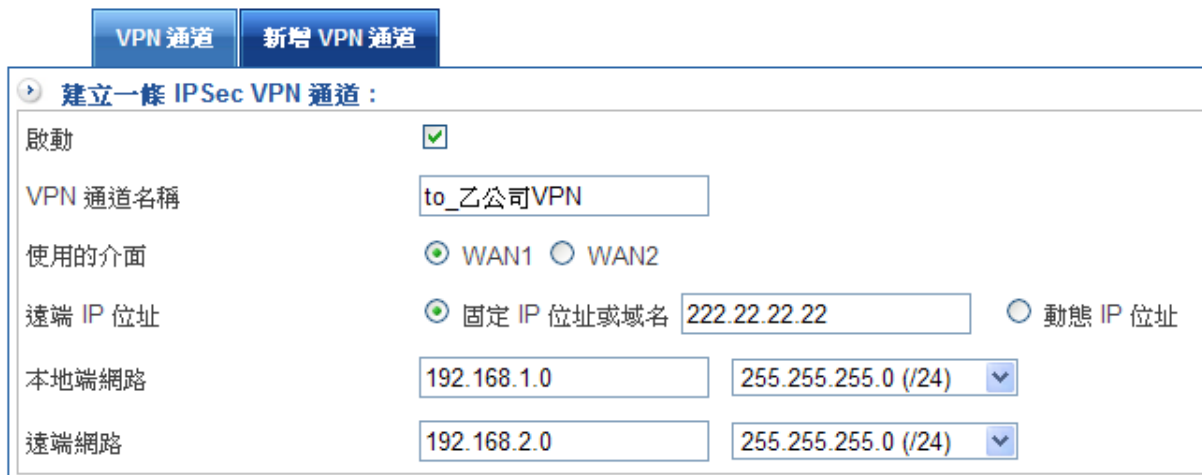 VPN 通道 新增 VPN 通道
建立一條 IPSec VPN 通道：
啟動
VPN 通道名稱 to_乙公司VPN
使用的介面 WAN1 WAN2
遠端 IP 位址 固定 IP 位址或域名 222.22.22.22 動態 IP 位址
本地端網路 192.168.1.0 255.255.255.0 (/24)
遠端網路 192.168.2.0 255.255.255.0 (/24)